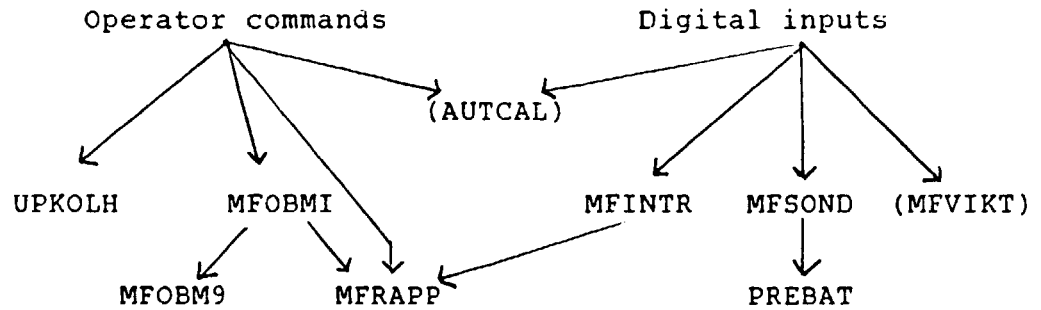 Operator commands Digital inputs
(AUTCAL)
UPKOLH MFOBMI MFINTR MFSOND (MFVIKT)
MFOBM9 MFRAPP PREBAT